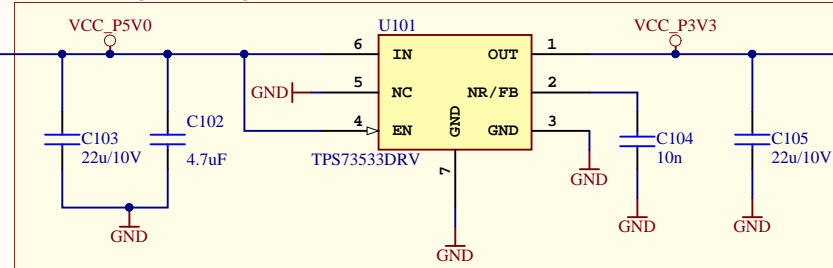 VCC_P5V0
U101
VCC_P3V3
6 IN OUT 1
GND 5 NC NR/FB 2
4 EN GND GND 3
C103
22u/10V
C102
4.7uF
TPS73533DRV
7
C104
10n
C105
22u/10V
GND
GND
GND
GND
GND